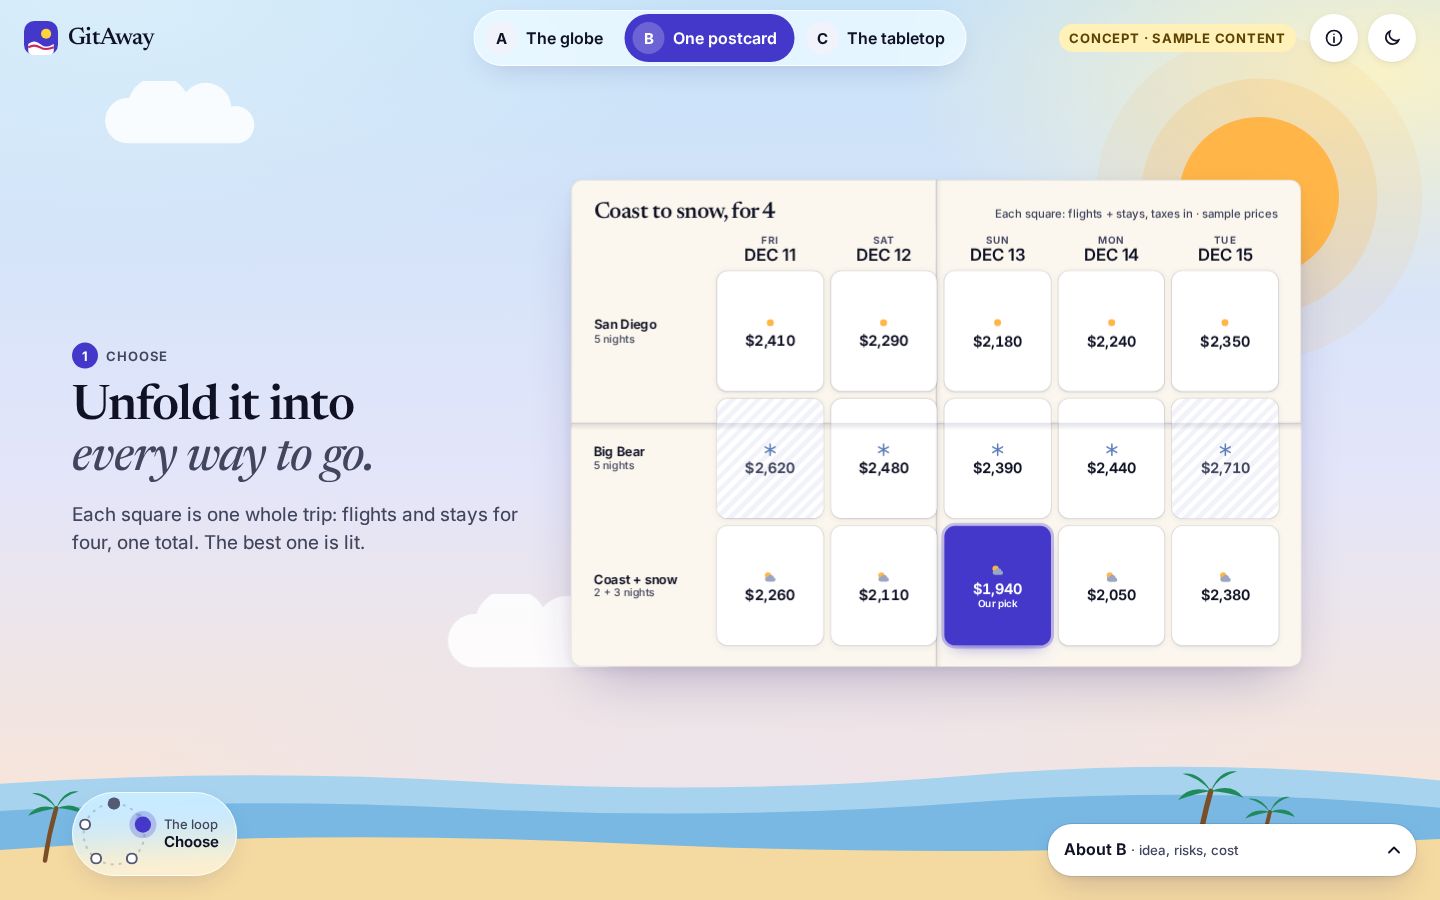 GitAway
A The globe
B One postcard
C The tabletop
CONCEPT · SAMPLE CONTENT
1 CHOOSE
Unfold it into
every way to go.
Each square is one whole trip: flights and stays for
four, one total. The best one is lit.
Coast to snow, for 4
Each square: flights + stays, taxes in · sample prices
FRI SAT SUN MON TUE
DEC 11 DEC 12 DEC 13 DEC 14 DEC 15
San Diego
5 nights
$2,410 $2,290 $2,180 $2,240 $2,350
Big Bear
5 nights
$2,620 $2,480 $2,390 $2,440 $2,710
Coast + snow
2 + 3 nights
$2,260 $2,110 $1,940 $2,050 $2,380
Our pick
The loop
Choose
About B · idea, risks, cost